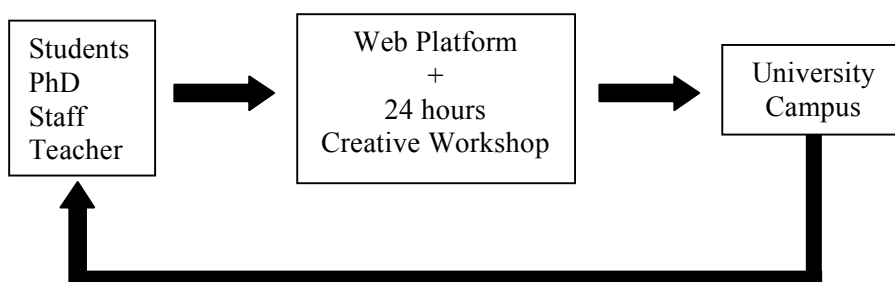 Students
PhD
Staff
Teacher
Web Platform
+
24 hours
Creative Workshop
University
Campus